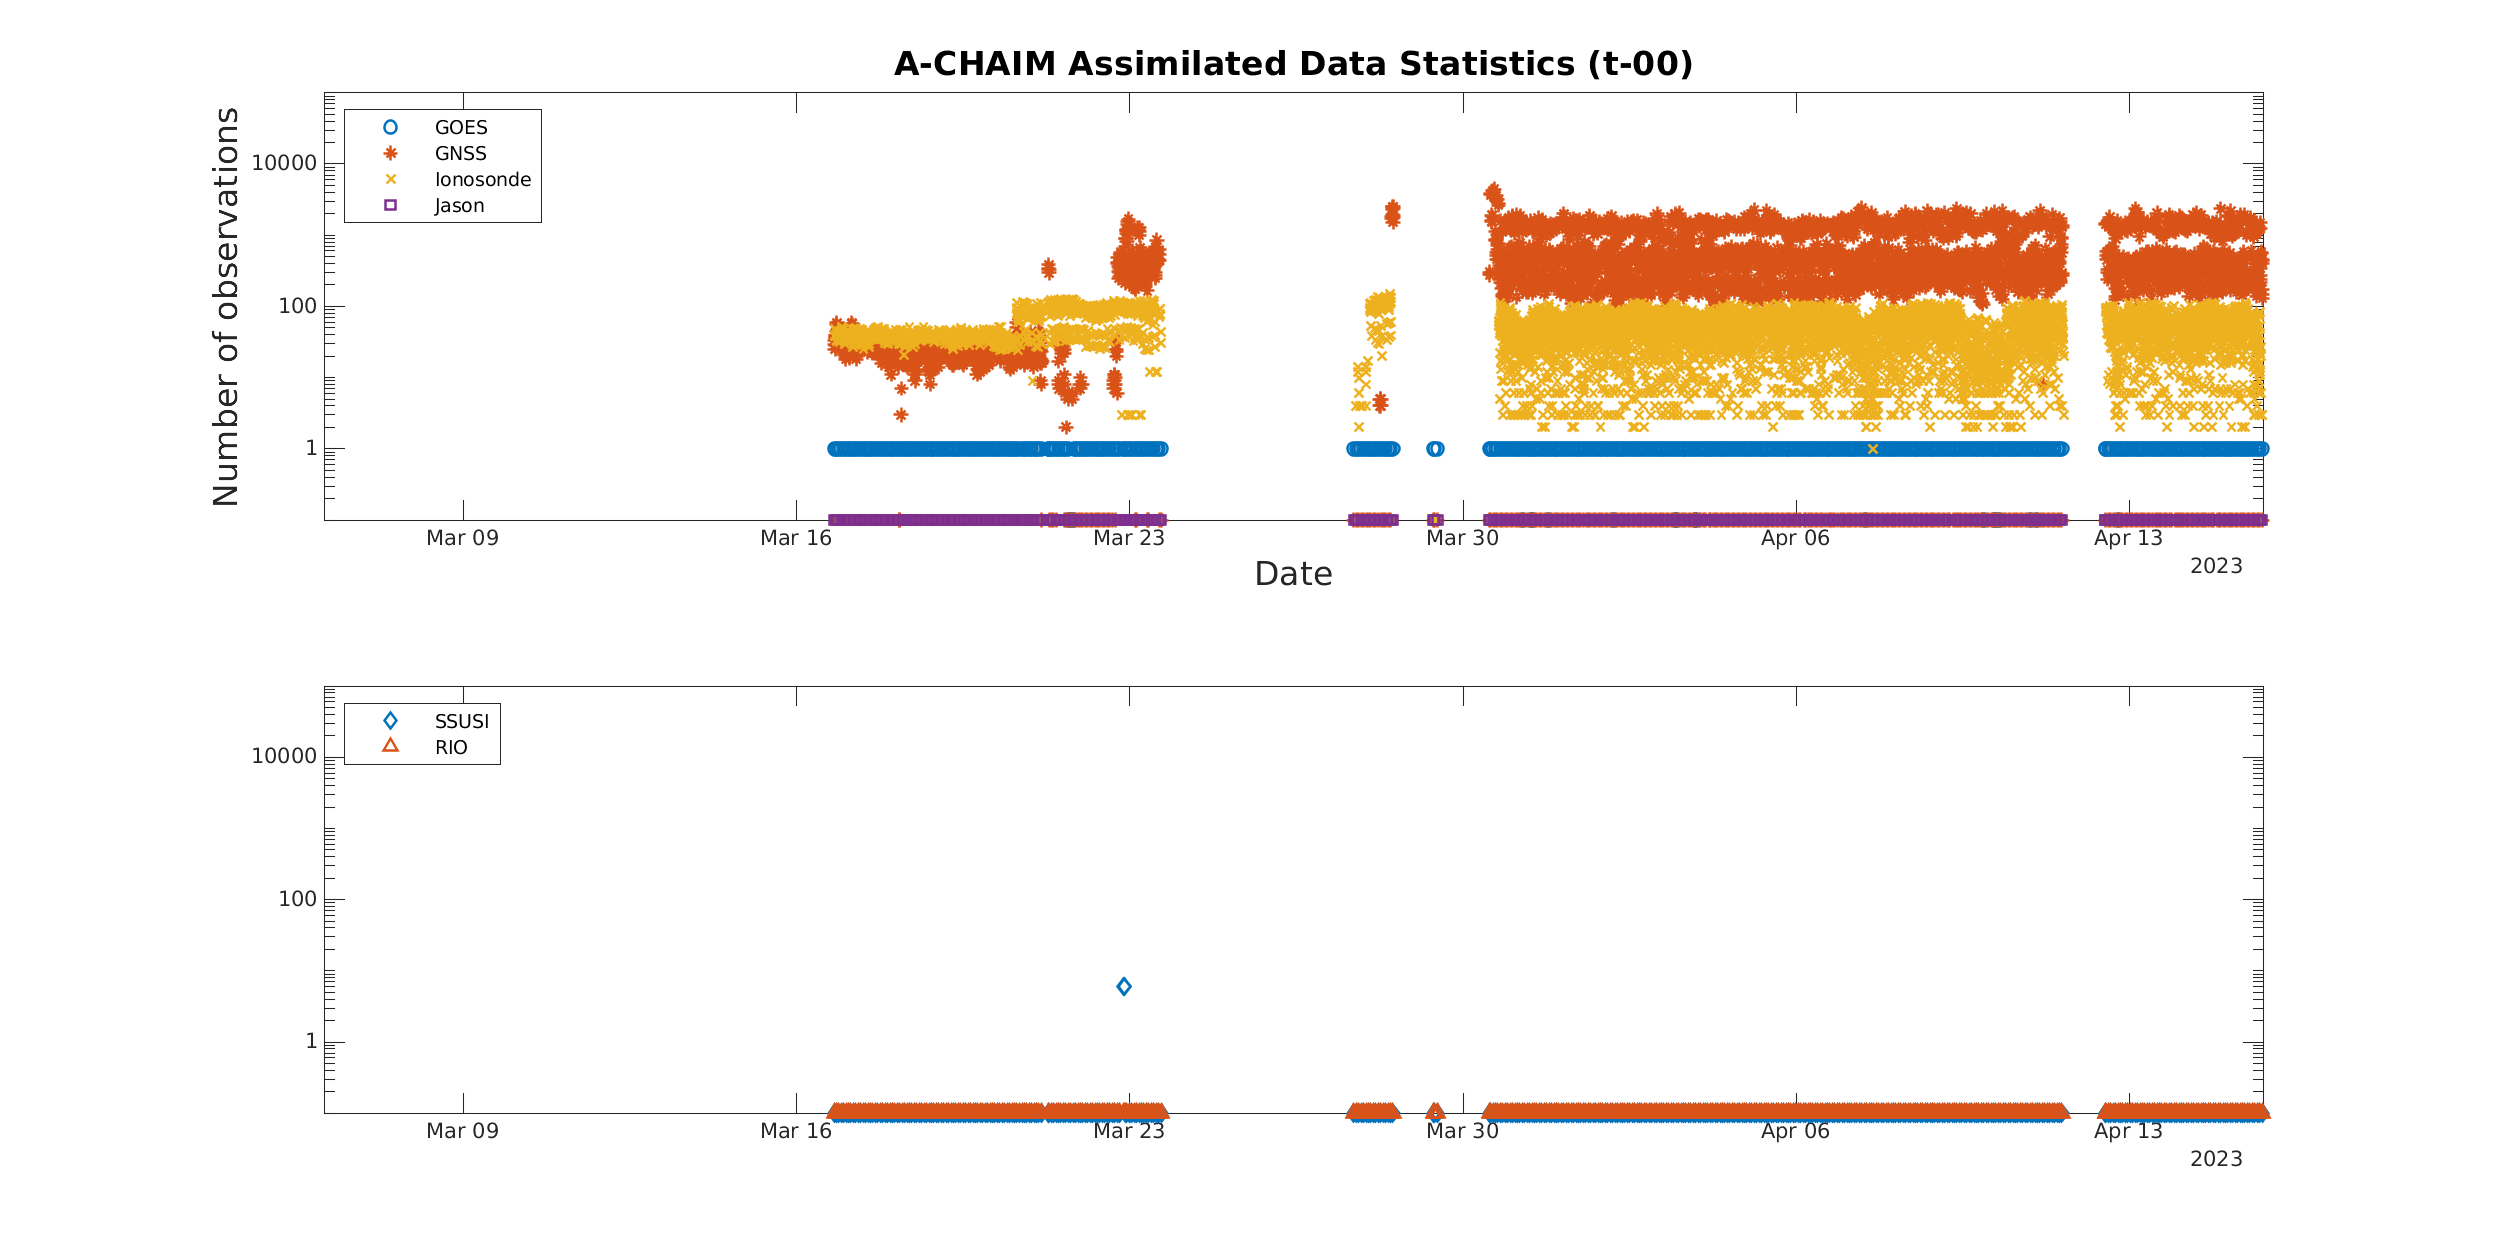 A-CHAIM Assimilated Data Statistics (t-00)
Number of observations
10000
100
1
GOES
GNSS
Ionosonde
Jason
Mar 09
Mar 16
Mar 23
Mar 30
Apr 06
Apr 13
2023
Date
10000
100
1
SSUSI
RIO
Mar 09
Mar 16
Mar 23
Mar 30
Apr 06
Apr 13
2023